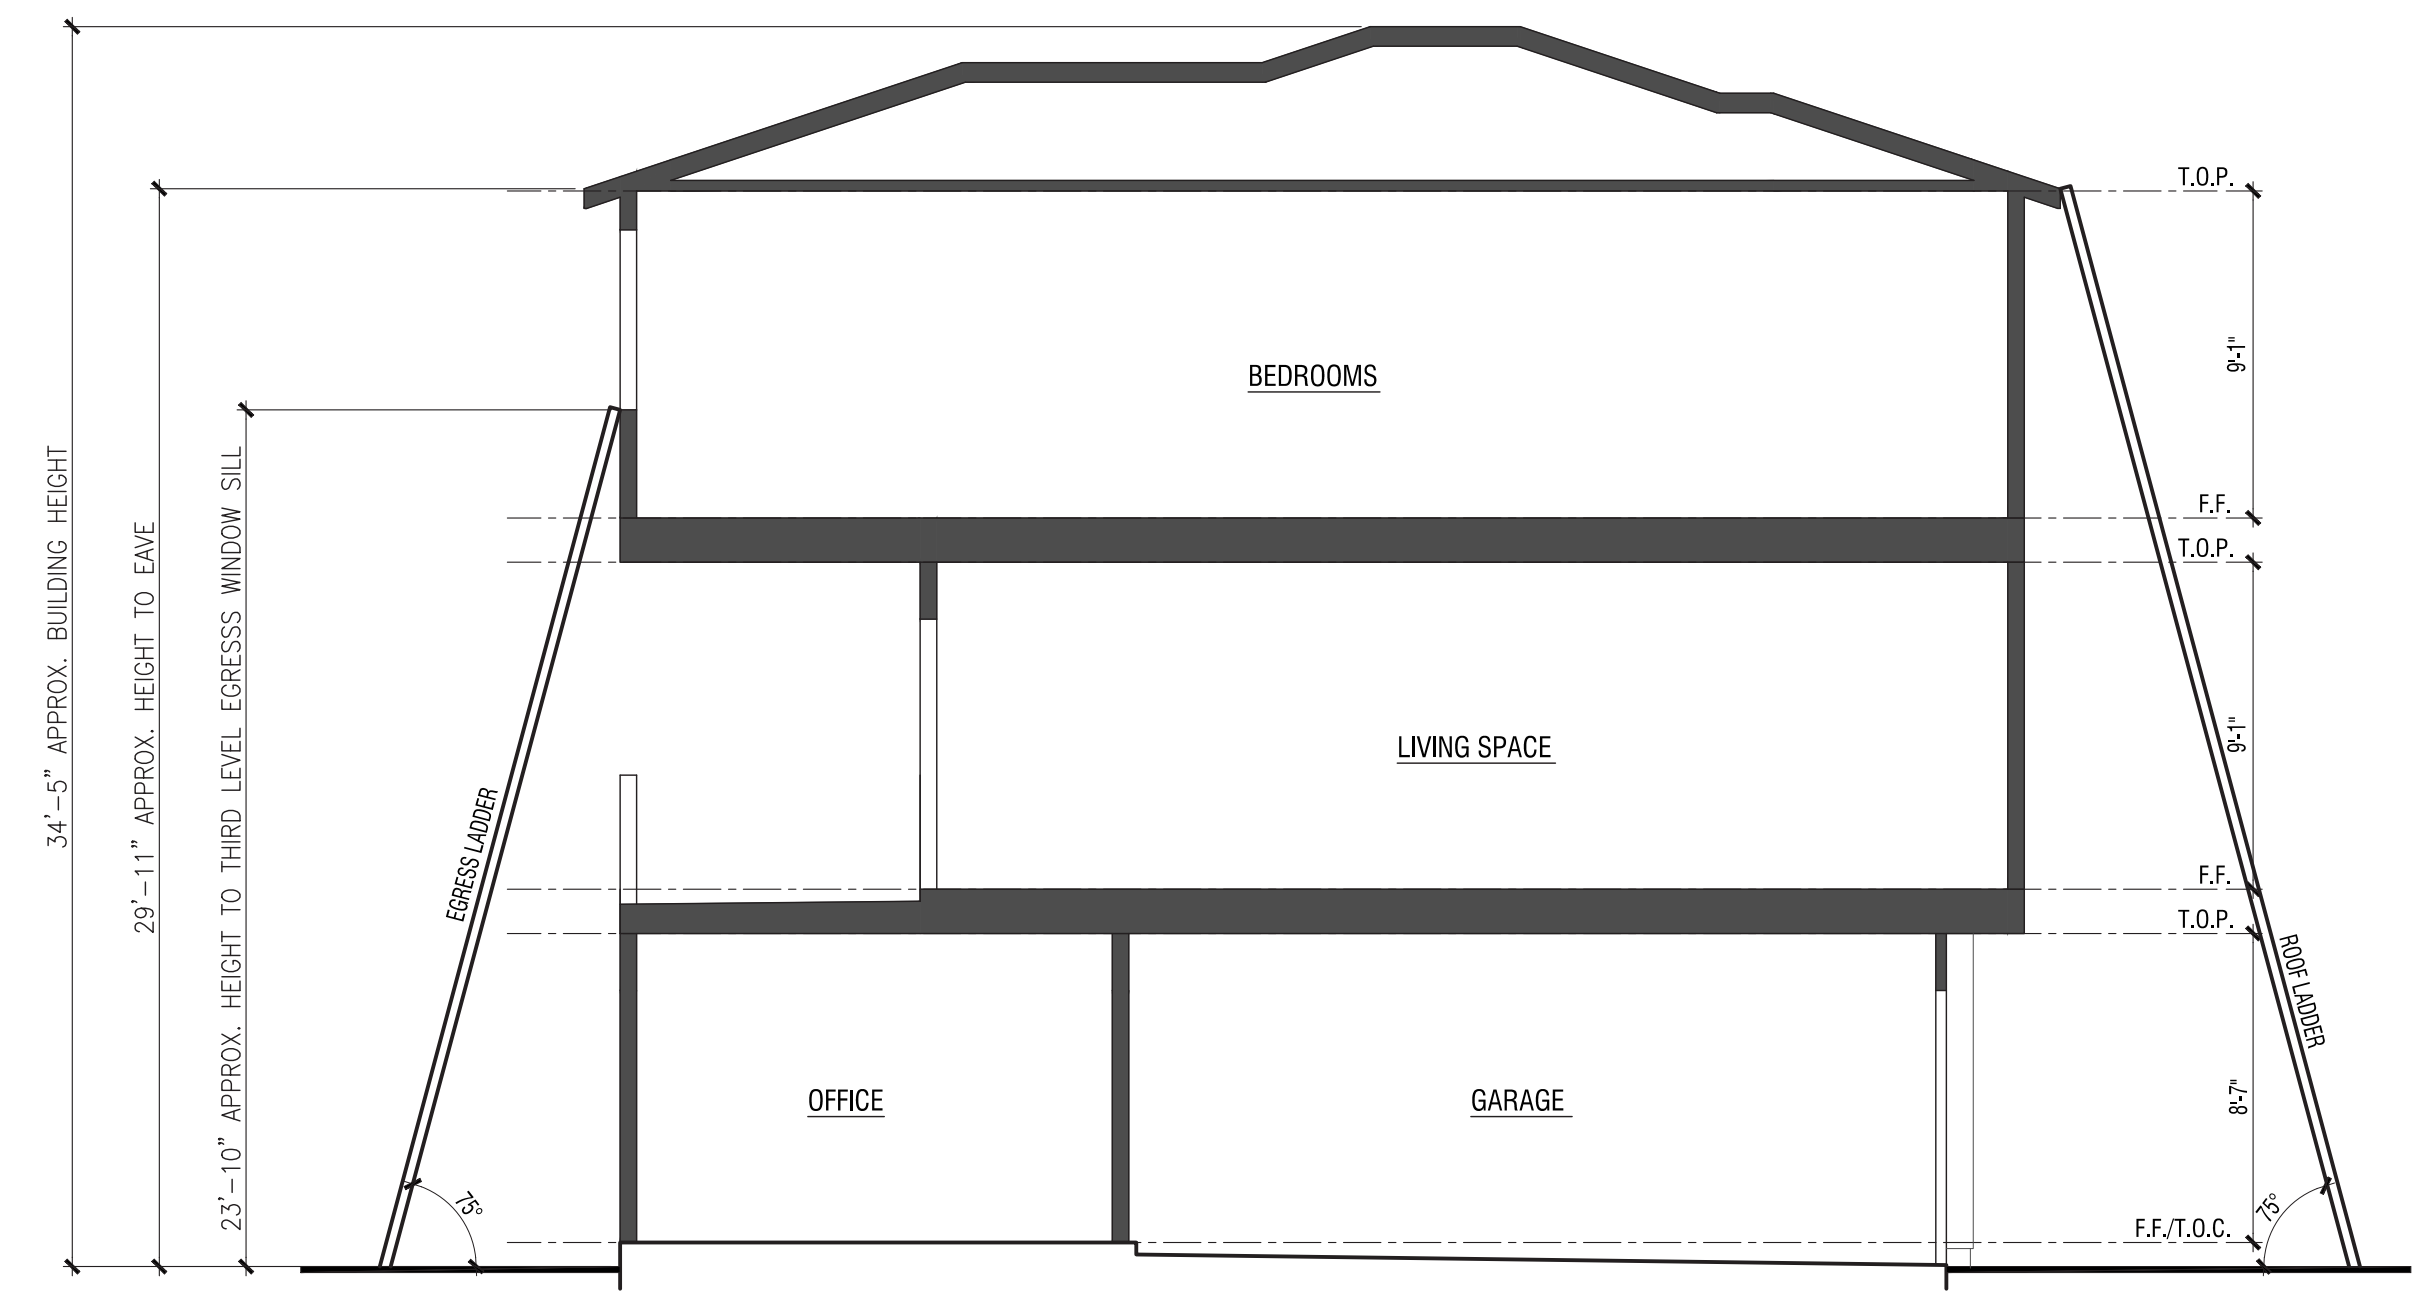 34'-5" APPROX. BUILDING HEIGHT
29'-11" APPROX. HEIGHT TO EAVE
23'-10" APPROX. HEIGHT TO THIRD LEVEL EGRESSS WINDOW SILL
EGRESS LADDER
75°
BEDROOMS
LIVING SPACE
OFFICE
GARAGE
T.O.P.
9'-1"
F.F.
T.O.P.
9'-1"
F.F.
T.O.P.
ROOF LADDER
8'-7"
F.F./T.O.C.
75°